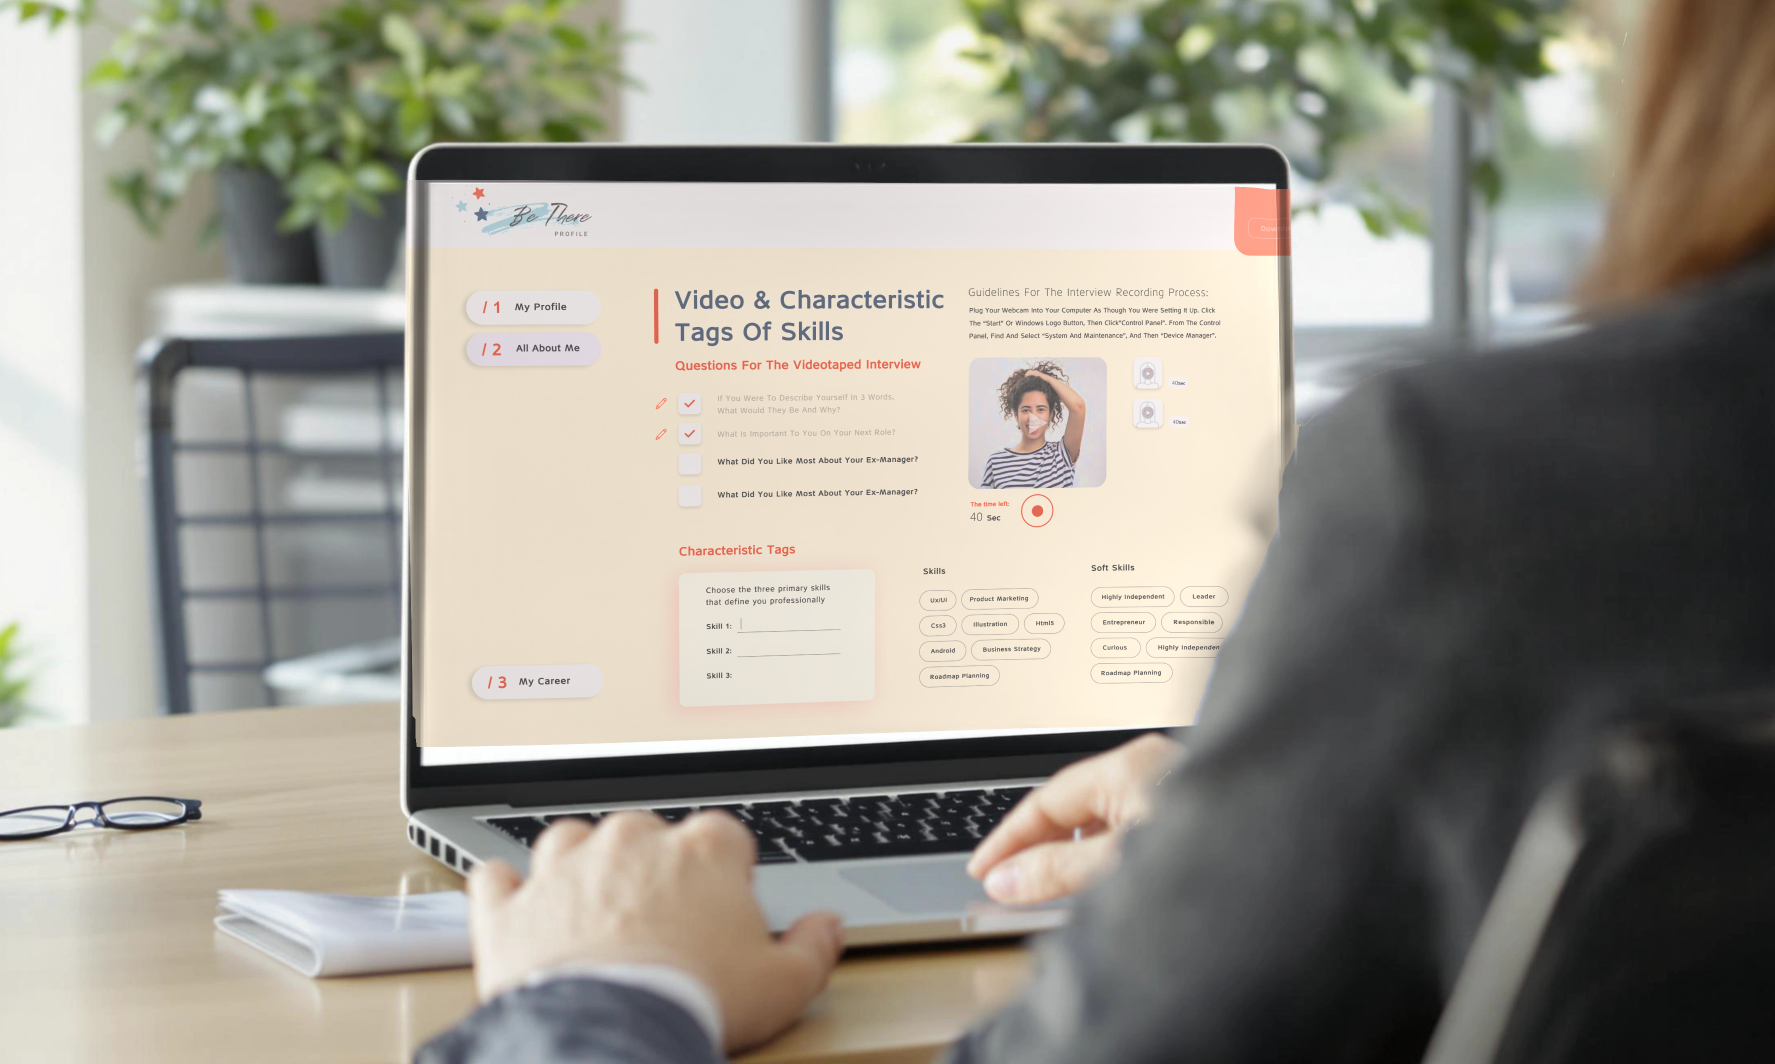 Be There
PROFILE
/ 1 My Profile
/ 2 All About Me
/ 3 My Career
Video & Characteristic
Tags Of Skills
Questions For The Videotaped Interview
If You Were To Describe Yourself In 3 Words,
What Would They Be And Why?
What Is Important To You On Your Next Role?
What Did You Like Most About Your Ex-Manager?
What Did You Like Most About Your Ex-Manager?
Guidelines For The Interview Recording Process:
Plug Your Webcam Into Your Computer As Though You Were Setting It Up. Click
The "Start" Or Windows Logo Button, Then Click"Control Panel". From The Control
Panel, Find And Select "System And Maintenance", And Then "Device Manager".
40sec
40sec
The time left:
40 Sec
Characteristic Tags
Choose the three primary skills
that define you professionally
Skill 1:
Skill 2:
Skill 3:
Skills
Ux/Ui Product Marketing
Css3 Illustration Html5
Android Business Strategy
Roadmap Planning
Soft Skills
Highly Independent Leader
Entrepreneur Responsible
Curious Highly Independen
Roadmap Planning